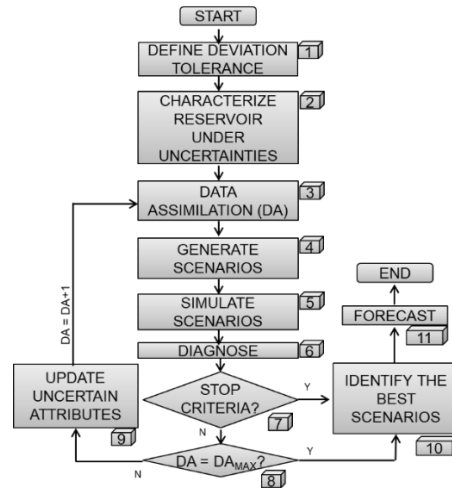 START
DEFINE DEVIATION
TOLERANCE
1
CHARACTERIZE
RESERVOIR
UNDER
UNCERTAINTIES
2
DATA
ASSIMILATION (DA)
3
GENERATE
SCENARIOS
4
SIMULATE
SCENARIOS
5
DIAGNOSE
6
STOP
CRITERIA?
7
Y
N
DA = DAMAX?
8
N
Y
UPDATE
UNCERTAIN
ATTRIBUTES
9
DA = DA+1
IDENTIFY THE
BEST
SCENARIOS
10
FORECAST
11
END